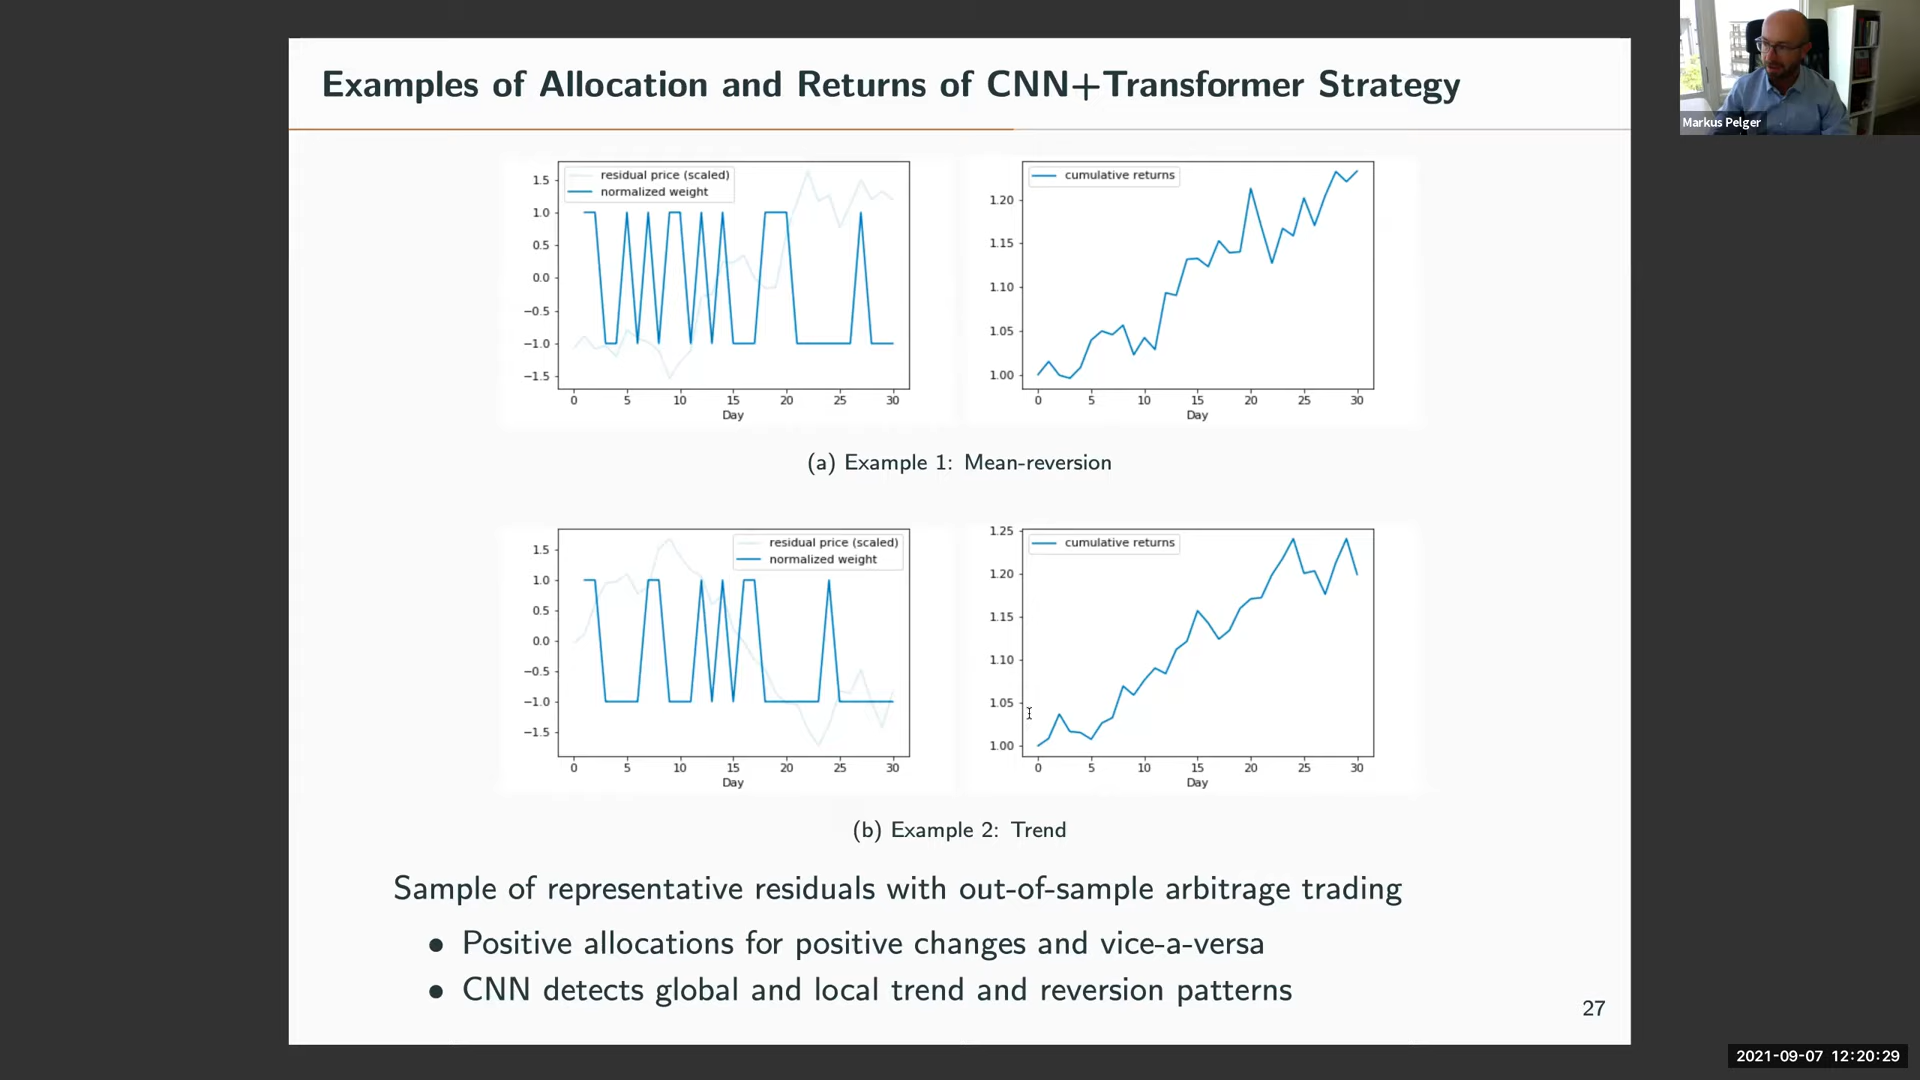 Examples of Allocation and Returns of CNN+Transformer Strategy
Markus Pelger
residual price (scaled)
normalized weight
1.5
1.0
0.5
0.0
−0.5
−1.0
−1.5
0 5 10 15 20 25 30
Day
cumulative returns
1.20
1.15
1.10
1.05
1.00
0 5 10 15 20 25 30
Day
(a) Example 1: Mean-reversion
residual price (scaled)
normalized weight
1.5
1.0
0.5
0.0
−0.5
−1.0
−1.5
0 5 10 15 20 25 30
Day
cumulative returns
1.25
1.20
1.15
1.10
1.05
1.00
0 5 10 15 20 25 30
Day
(b) Example 2: Trend
Sample of representative residuals with out-of-sample arbitrage trading
● Positive allocations for positive changes and vice-a-versa
● CNN detects global and local trend and reversion patterns
27
2021-09-07 12:20:29